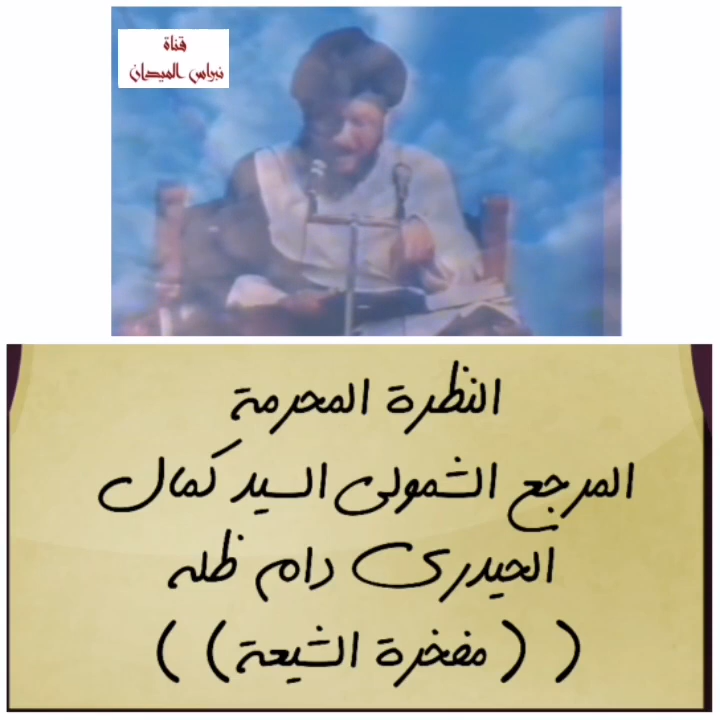 قناة
نبراس الميدان
النظرة المحرمة
المرجع الشمولي السيد كمال
الحيدري دام ظله
( ( مفخرة الشيعة ) )